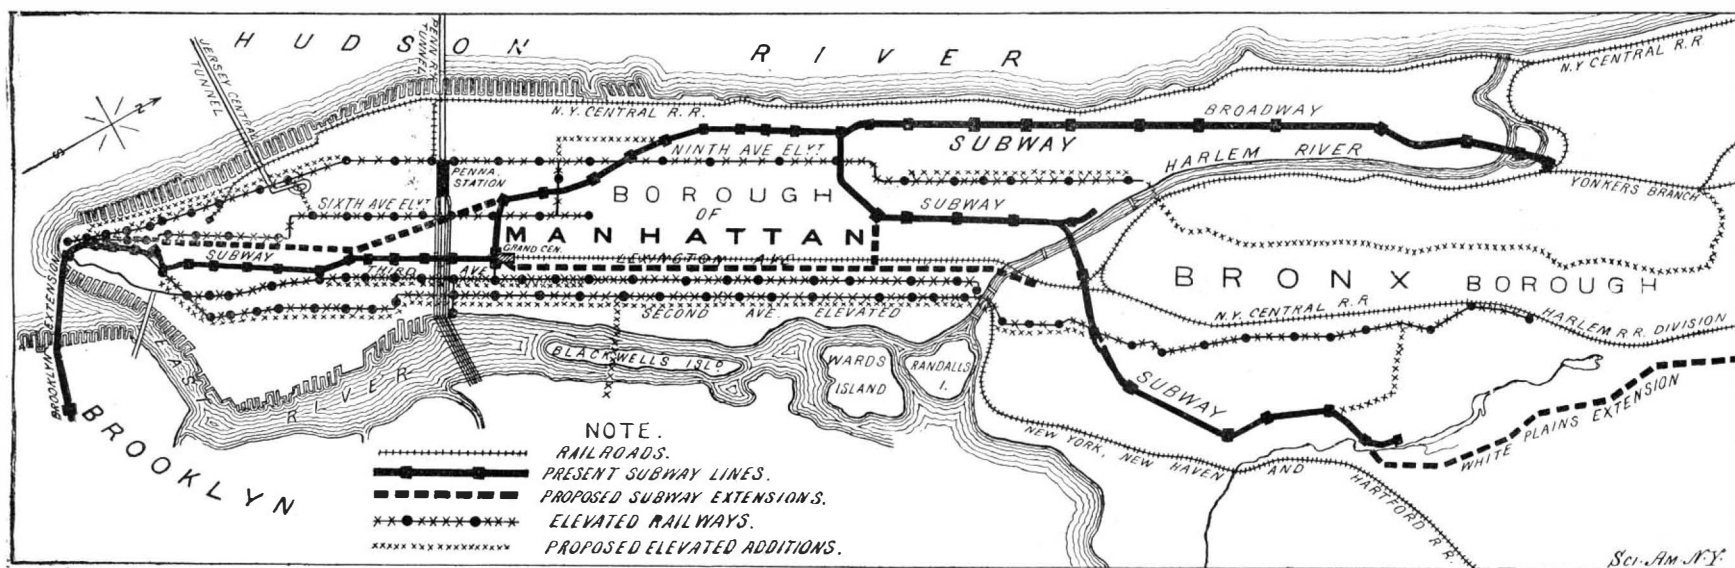 HUDSON RIVER
JERSEY CENTRAL
TUNNEL
PENN R.R.
TUNNEL
N.Y. CENTRAL R.R.
N.Y CENTRAL R.R.
BROADWAY
SUBWAY
NINTH AVE ELYT
HARLEM RIVER
S
N
PENNA.
STATION
SIXTH AVE ELYT
BOROUGH
OF
MANHATTAN
SUBWAY
YONKERS BRANCH
GRAND CEN.
SUBWAY
THIRD AVE
LEXINGTON AVE
BRONX BOROUGH
N.Y. CENTRAL R.R
HARLEM R.R. DIVISION
SECOND AVE. ELEVATED
BROOKLYN EXTENSION
EAST RIVER
BLACKWELLS ISLD
WARDS
ISLAND
RANDALLS
I.
SUBWAY
WHITE PLAINS EXTENSION
BROOKLYN
NEW YORK, NEW HAVEN AND HARTFORD R R.
NOTE.
RAILROADS.
PRESENT SUBWAY LINES.
PROPOSED SUBWAY EXTENSIONS.
ELEVATED RAILWAYS.
PROPOSED ELEVATED ADDITIONS.
SCI-AM-N-Y-